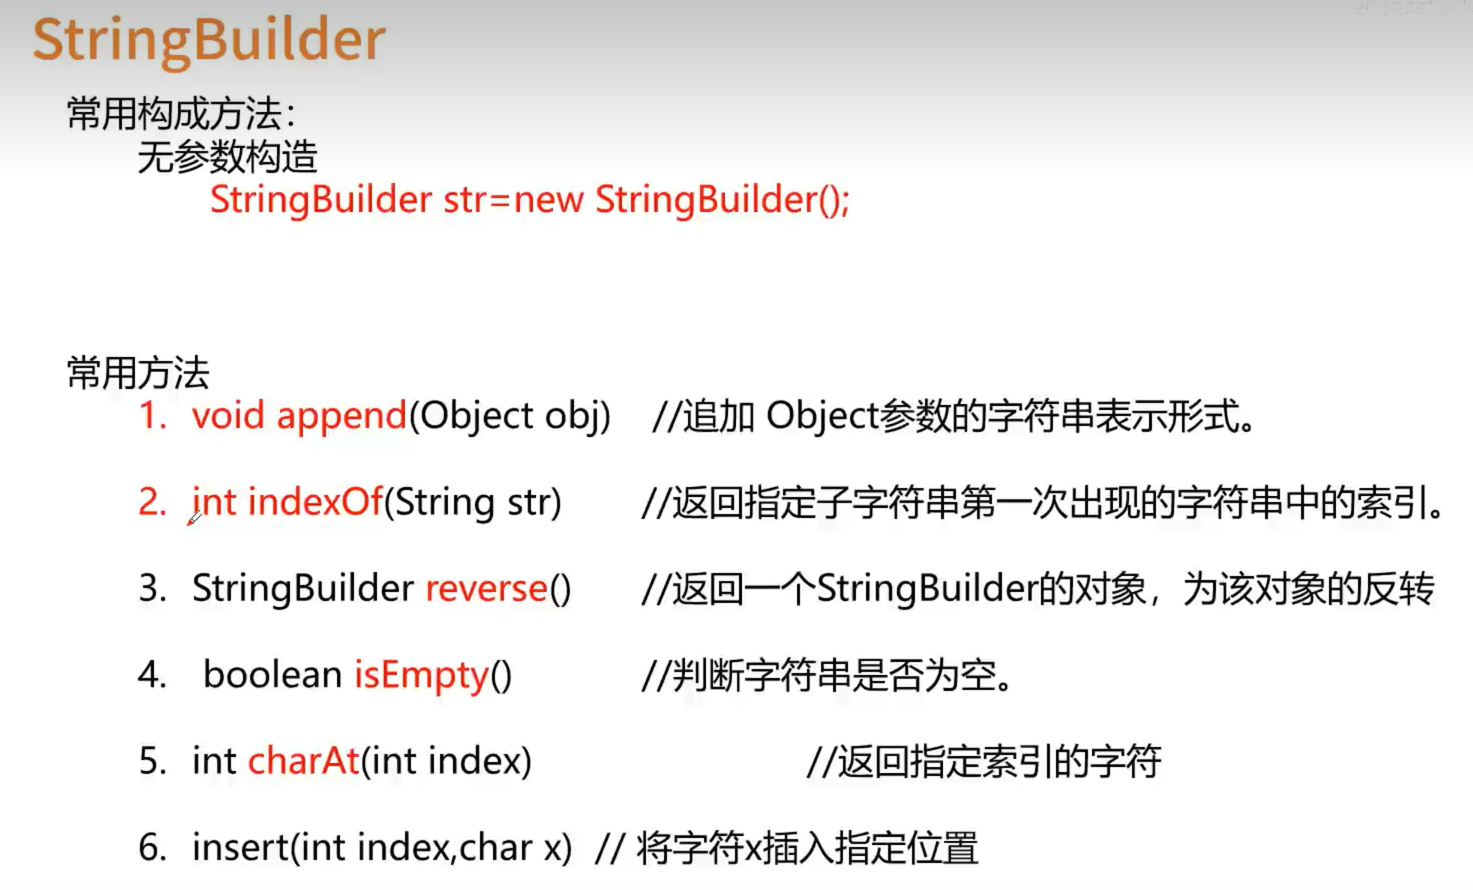 StringBuilder
常用构成方法：
无参数构造
StringBuilder str=new StringBuilder();
常用方法
1. void append(Object obj) //追加 Object参数的字符串表示形式。
2. int indexOf(String str) //返回指定子字符串第一次出现的字符串中的索引。
3. StringBuilder reverse() //返回一个StringBuilder的对象，为该对象的反转
4. boolean isEmpty() //判断字符串是否为空。
5. int charAt(int index) //返回指定索引的字符
6. insert(int index,char x) // 将字符x插入指定位置